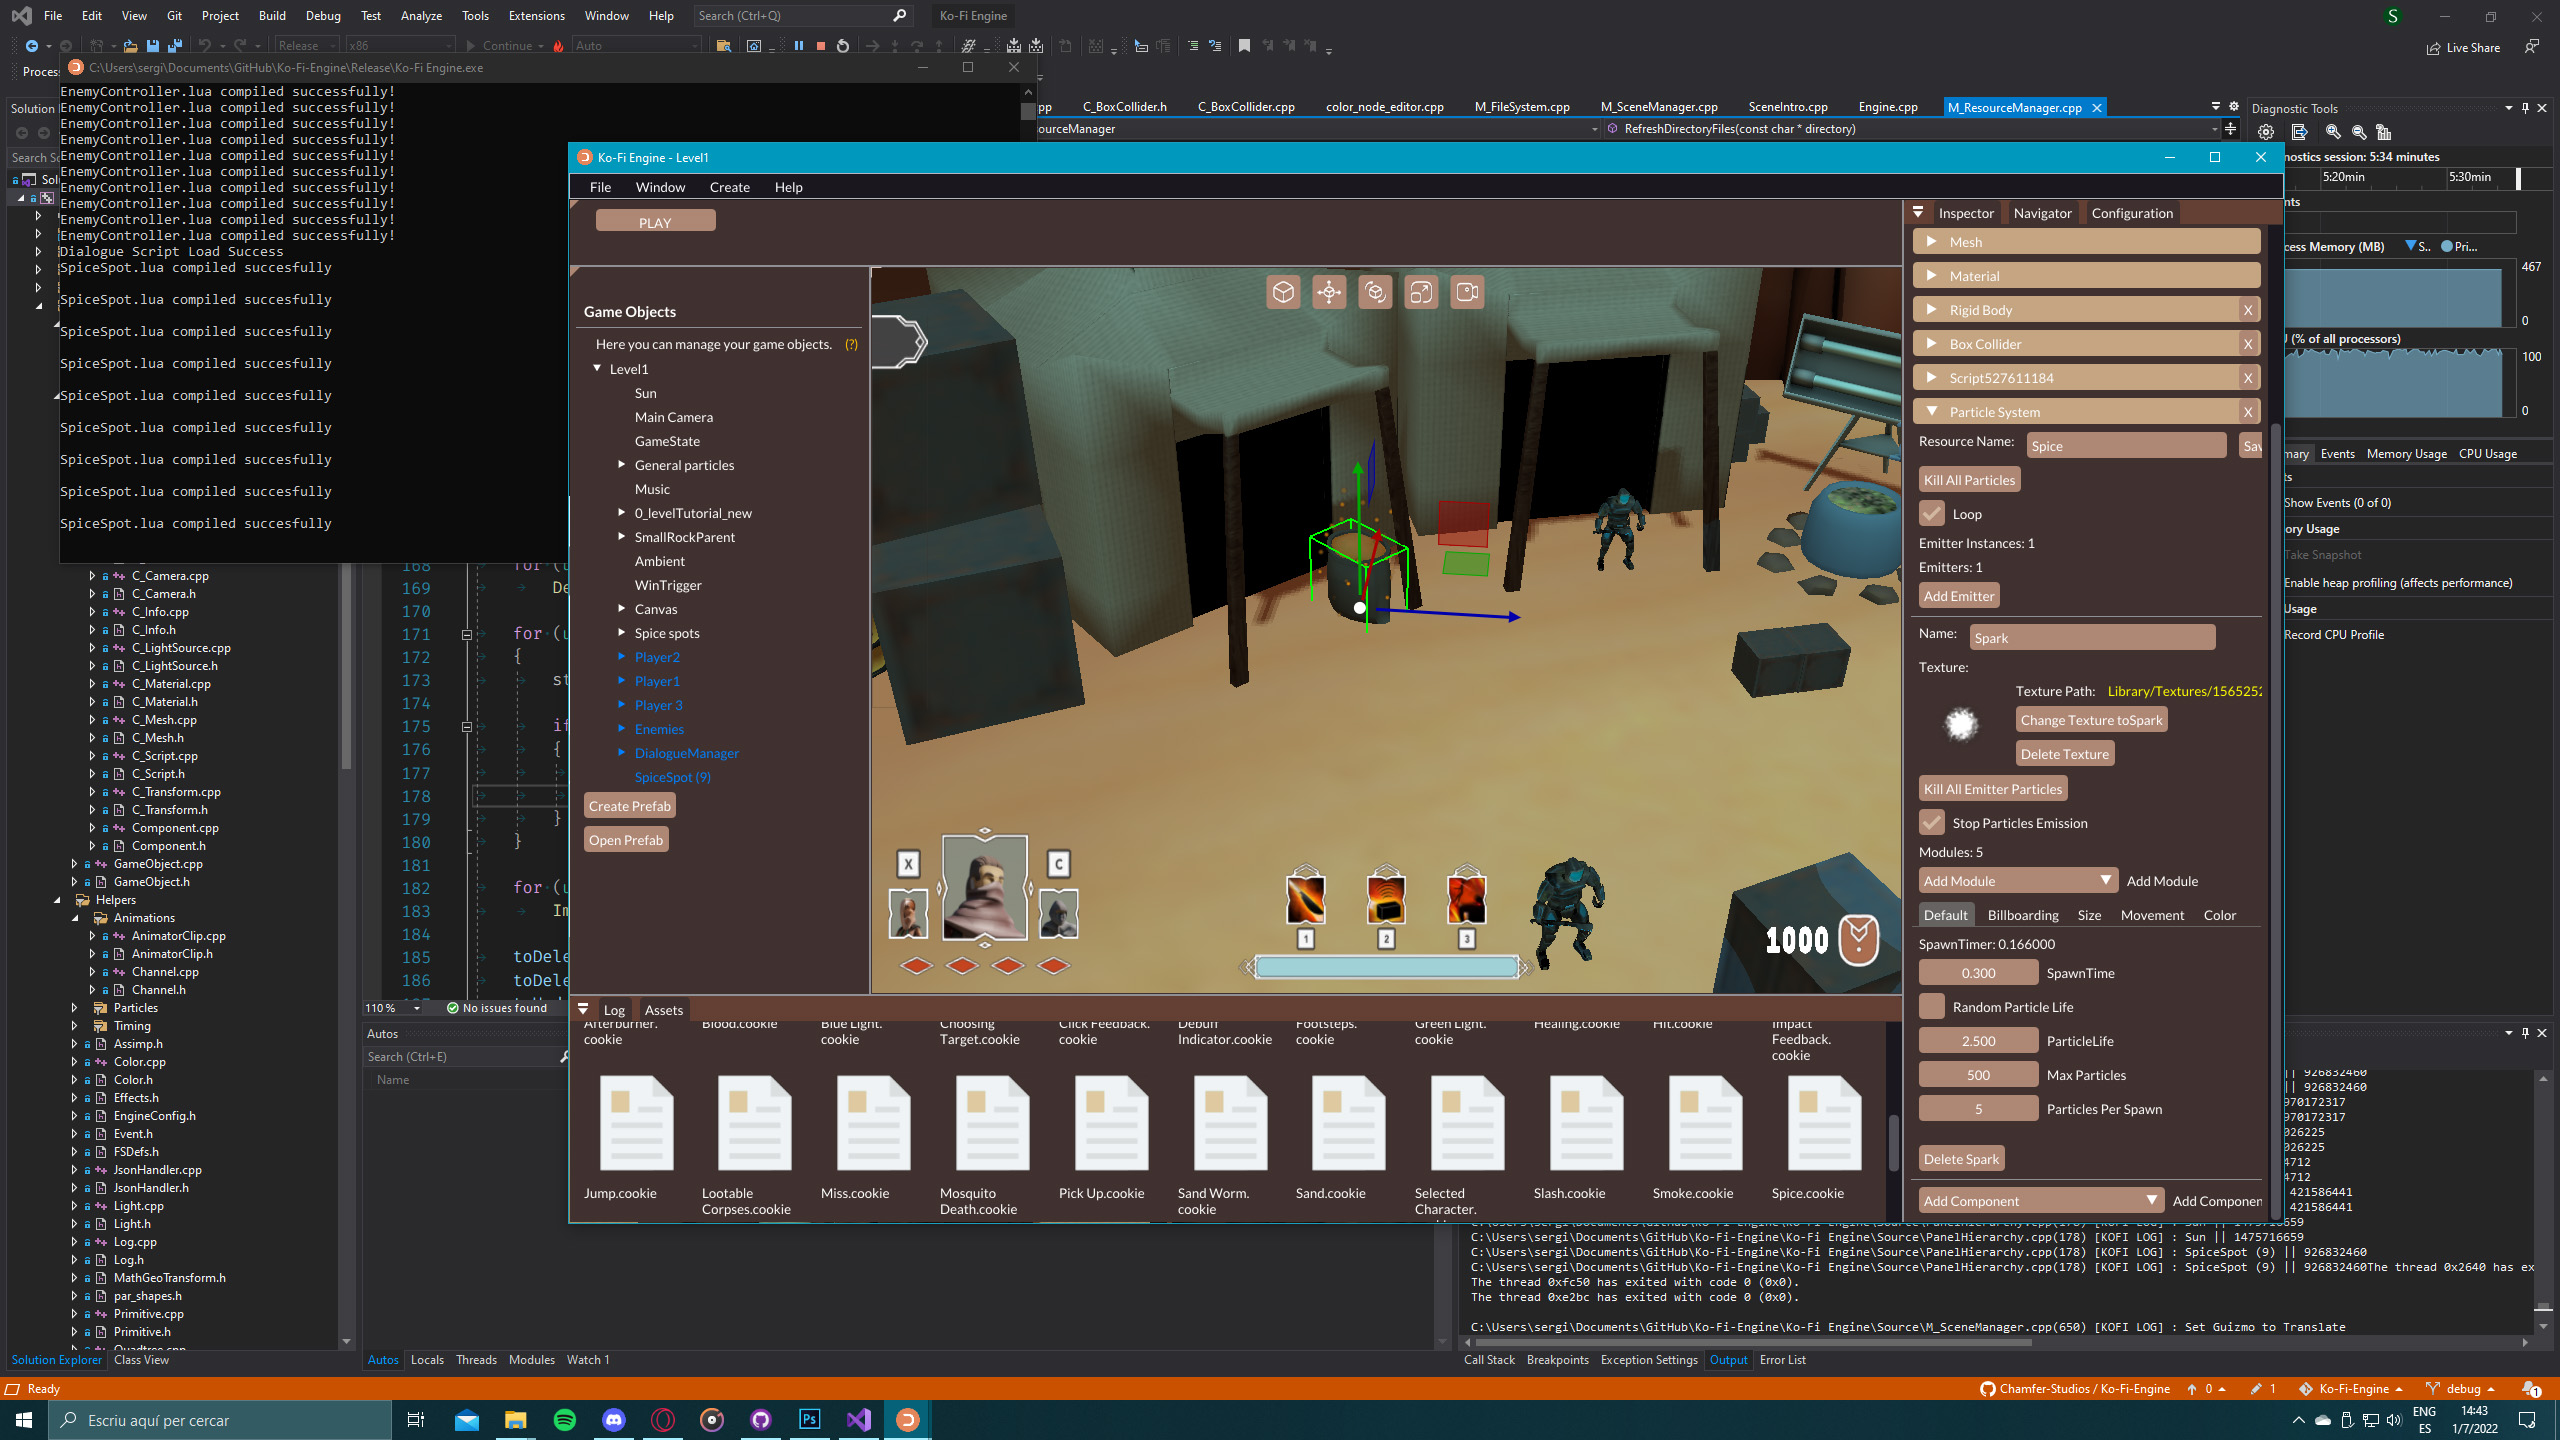 File Edit View Git Project Build Debug Test Analyze Tools Extensions Window Help Search (Ctrl+Q) Ko-Fi Engine S
Release x86 Continue Auto Live Share
Process
C:\Users\sergi\Documents\GitHub\Ko-Fi-Engine\Release\Ko-Fi Engine.exe
EnemyController.lua compiled successfully!
EnemyController.lua compiled successfully!
EnemyController.lua compiled successfully!
EnemyController.lua compiled successfully!
EnemyController.lua compiled successfully!
EnemyController.lua compiled successfully!
EnemyController.lua compiled successfully!
EnemyController.lua compiled successfully!
EnemyController.lua compiled successfully!
EnemyController.lua compiled successfully!
Dialogue Script Load Success
SpiceSpot.lua compiled succesfully
SpiceSpot.lua compiled succesfully
SpiceSpot.lua compiled succesfully
SpiceSpot.lua compiled succesfully
SpiceSpot.lua compiled succesfully
SpiceSpot.lua compiled succesfully
SpiceSpot.lua compiled succesfully
SpiceSpot.lua compiled succesfully
SpiceSpot.lua compiled succesfully
Solution
Search So
Solu
C_Camera.cpp
C_Camera.h
C_Info.cpp
C_Info.h
C_LightSource.cpp
C_LightSource.h
C_Material.cpp
C_Material.h
C_Mesh.cpp
C_Mesh.h
C_Script.cpp
C_Script.h
C_Transform.cpp
C_Transform.h
Component.cpp
Component.h
GameObject.cpp
GameObject.h
Helpers
Animations
AnimatorClip.cpp
AnimatorClip.h
Channel.cpp
Channel.h
Particles
Timing
Assimp.h
Color.cpp
Color.h
Effects.h
EngineConfig.h
Event.h
FSDefs.h
JsonHandler.cpp
JsonHandler.h
Light.cpp
Light.h
Log.cpp
Log.h
MathGeoTransform.h
par_shapes.h
Primitive.cpp
Primitive.h
Quadtree.cpp
Solution Explorer Class View
pp C_BoxCollider.h C_BoxCollider.cpp color_node_editor.cpp M_FileSystem.cpp M_SceneManager.cpp SceneIntro.cpp Engine.cpp M_ResourceManager.cpp
ourceManager RefreshDirectoryFiles(const char * directory)
168 for (u
169 De
170
171 for (u
172 {
173 st
174
175 if
176 {
177
178
179 }
180 }
181
182 for (u
183 Im
184
185 toDele
186 toDele
110 % No issues found
Autos
Search (Ctrl+E)
Name
Autos Locals Threads Modules Watch 1
Ko-Fi Engine - Level1
File Window Create Help
PLAY
Game Objects
Here you can manage your game objects. (?)
Level1
Sun
Main Camera
GameState
General particles
Music
0_levelTutorial_new
SmallRockParent
Ambient
WinTrigger
Canvas
Spice spots
Player2
Player1
Player 3
Enemies
DialogueManager
SpiceSpot (9)
Create Prefab
Open Prefab
X C
1 2 3
1000
Log Assets
Afterburner.cookie
Blood.cookie
Blue Light.cookie
Choosing Target.cookie
Click Feedback.cookie
Debuff Indicator.cookie
Footsteps.cookie
Green Light.cookie
Healing.cookie
Hit.cookie
Impact Feedback.cookie
Jump.cookie
Lootable Corpses.cookie
Miss.cookie
Mosquito Death.cookie
Pick Up.cookie
Sand Worm.cookie
Sand.cookie
Selected Character.
Slash.cookie
Smoke.cookie
Spice.cookie
Inspector Navigator Configuration
Mesh
Material
Rigid Body X
Box Collider X
Script527611184 X
Particle System X
Resource Name: Spice Sav
Kill All Particles
Loop
Emitter Instances: 1
Emitters: 1
Add Emitter
Name: Spark
Texture:
Texture Path: Library/Textures/1565252
Change Texture toSpark
Delete Texture
Kill All Emitter Particles
Stop Particles Emission
Modules: 5
Add Module Add Module
Default Billboarding Size Movement Color
SpawnTimer: 0.166000
0.300 SpawnTime
Random Particle Life
2.500 ParticleLife
500 Max Particles
5 Particles Per Spawn
Delete Spark
Add Component Add Componen
Diagnostic Tools
nostics session: 5:34 minutes
5:20min 5:30min
nts
cess Memory (MB) S.. Pri...
467
0
U (% of all processors)
100
0
mary Events Memory Usage CPU Usage
ts
Show Events (0 of 0)
ory Usage
Take Snapshot
Enable heap profiling (affects performance)
Usage
Record CPU Profile
|| 926832460
|| 926832460
970172317
970172317
026225
026225
4712
4712
421586441
421586441
C:\Users\sergi\Documents\GitHub\Ko-Fi-Engine\Ko-Fi Engine\Source\PanelHierarchy.cpp(178) [KOFI LOG] : Sun || 1475716659
C:\Users\sergi\Documents\GitHub\Ko-Fi-Engine\Ko-Fi Engine\Source\PanelHierarchy.cpp(178) [KOFI LOG] : Sun || 1475716659
C:\Users\sergi\Documents\GitHub\Ko-Fi-Engine\Ko-Fi Engine\Source\PanelHierarchy.cpp(178) [KOFI LOG] : SpiceSpot (9) || 926832460
C:\Users\sergi\Documents\GitHub\Ko-Fi-Engine\Ko-Fi Engine\Source\PanelHierarchy.cpp(178) [KOFI LOG] : SpiceSpot (9) || 926832460The thread 0x2640 has ex
The thread 0xfc50 has exited with code 0 (0x0).
The thread 0xe2bc has exited with code 0 (0x0).
C:\Users\sergi\Documents\GitHub\Ko-Fi-Engine\Ko-Fi Engine\Source\M_SceneManager.cpp(650) [KOFI LOG] : Set Guizmo to Translate
Call Stack Breakpoints Exception Settings Output Error List
Ready Chamfer-Studios / Ko-Fi-Engine 0 1 Ko-Fi-Engine debug 1
Escriu aquí per cercar Ps ENG 14:43
ES 1/7/2022